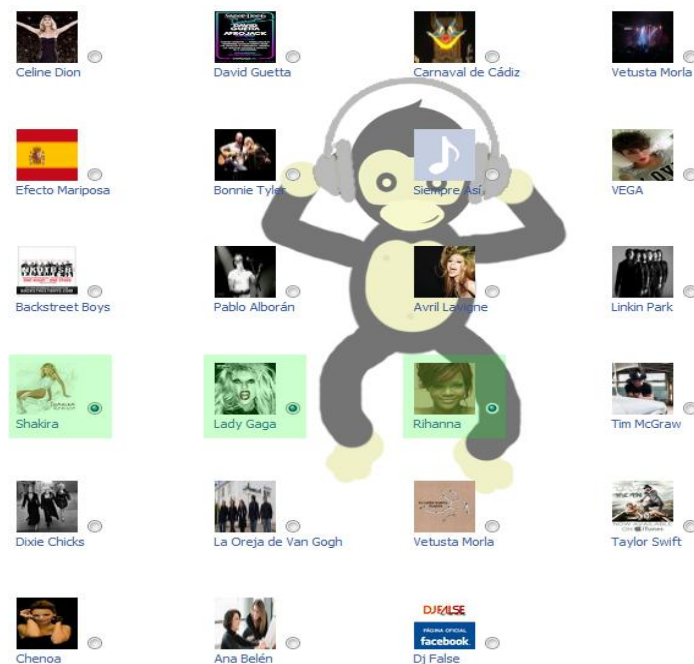 Celine Dion
David Guetta
Carnaval de Cádiz
Vetusta Morla
Efecto Mariposa
Bonnie Tyler
Siempre Así
VEGA
Backstreet Boys
Pablo Alborán
Avril Lavigne
Linkin Park
Shakira
Lady Gaga
Rihanna
Tim McGraw
Dixie Chicks
La Oreja de Van Gogh
Vetusta Morla
Taylor Swift
DJ FALSE
PÁGINA OFICIAL
facebook
Chenoa
Ana Belén
Dj False